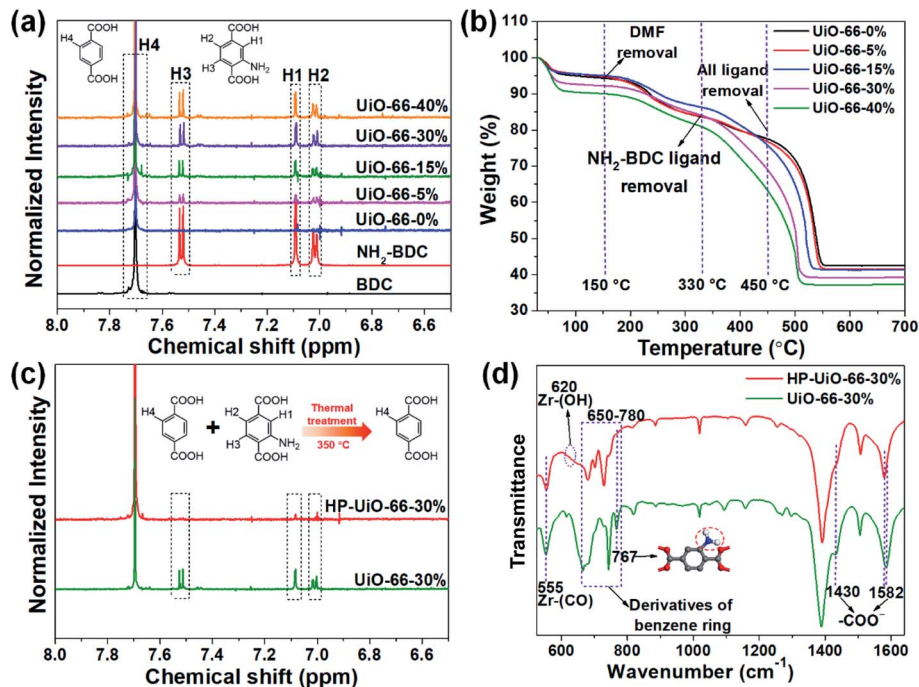 (a)
COOH
H4
COOH
H4
H3
COOH
H2
H1
H3
NH₂
COOH
H1
H2
UiO-66-40%
UiO-66-30%
UiO-66-15%
UiO-66-5%
UiO-66-0%
NH₂-BDC
BDC
Normalized Intensity
8.0 7.8 7.6 7.4 7.2 7.0 6.8 6.6
Chemical shift (ppm)
(b)
DMF
removal
All ligand
removal
NH₂-BDC ligand
removal
UiO-66-0%
UiO-66-5%
UiO-66-15%
UiO-66-30%
UiO-66-40%
150 °C 330 °C 450 °C
110
100
90
80
70
60
50
40
30
Weight (%)
100 200 300 400 500 600 700
Temperature (°C)
(c)
COOH
H4
COOH
+
COOH
H2
H1
H3
NH₂
COOH
Thermal
treatment
350 °C
COOH
H4
COOH
HP-UiO-66-30%
UiO-66-30%
Normalized Intensity
8.0 7.8 7.6 7.4 7.2 7.0 6.8 6.6
Chemical shift (ppm)
(d)
HP-UiO-66-30%
UiO-66-30%
620
Zr-(OH)
650-780
767
555
Zr-(CO)
Derivatives of
benzene ring
1430 1582
-COO⁻
Transmittance
600 800 1000 1200 1400 1600
Wavenumber (cm⁻¹)